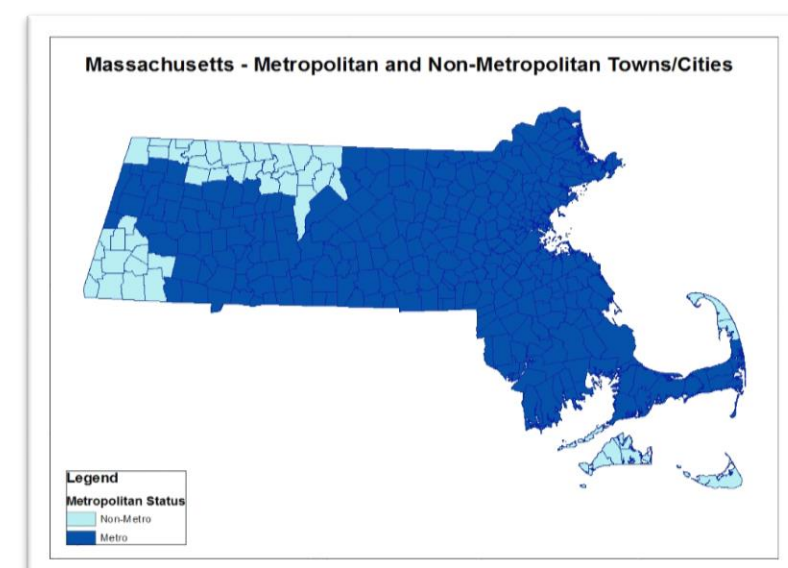 Massachusetts - Metropolitan and Non-Metropolitan Towns/Cities
Legend
Metropolitan Status
Non-Metro
Metro